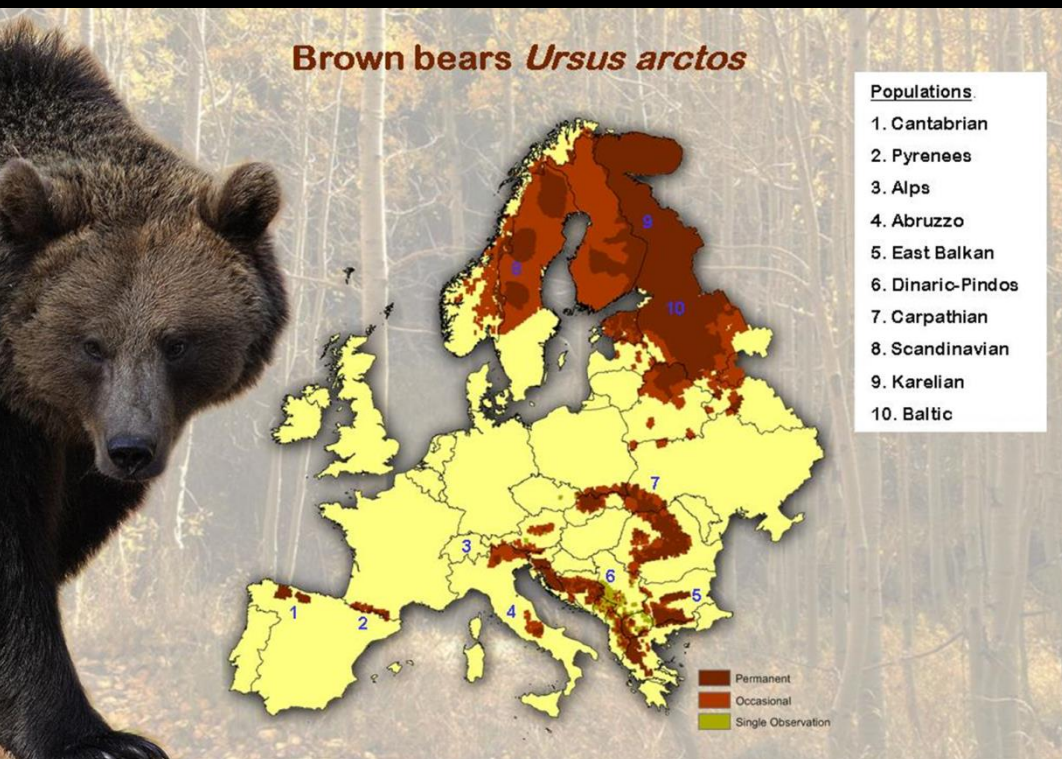 Brown bears Ursus arctos
Populations
1. Cantabrian
2. Pyrenees
3. Alps
4. Abruzzo
5. East Balkan
6. Dinaric-Pindos
7. Carpathian
8. Scandinavian
9. Karelian
10. Baltic
9
8
10
7
3
6
5
1
4
2
Permanent
Occasional
Single Observation